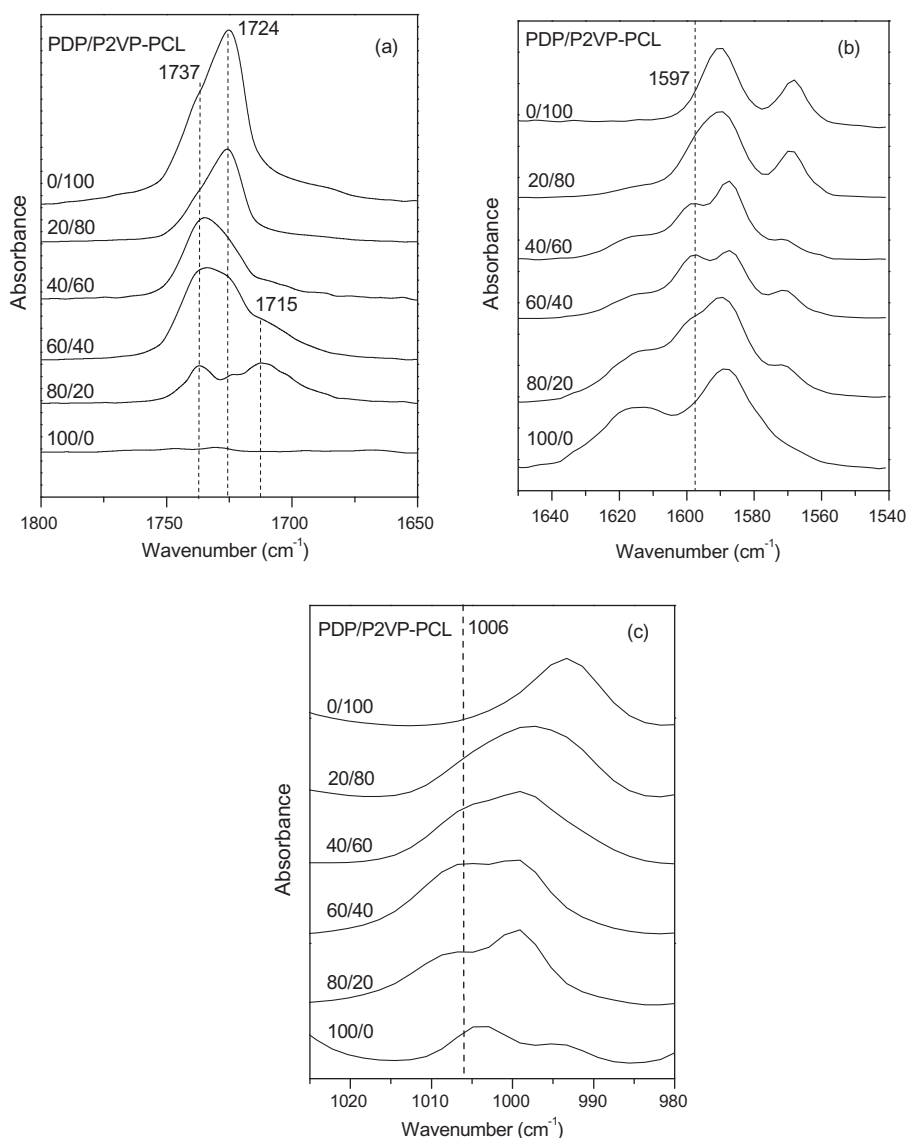 (a)
PDP/P2VP-PCL
1724
1737
0/100
20/80
40/60
1715
60/40
80/20
100/0
Absorbance
1800 1750 1700 1650
Wavenumber (cm⁻¹)
(b)
PDP/P2VP-PCL
1597
0/100
20/80
40/60
60/40
80/20
100/0
Absorbance
1640 1620 1600 1580 1560 1540
Wavenumber (cm⁻¹)
(c)
PDP/P2VP-PCL
1006
0/100
20/80
40/60
60/40
80/20
100/0
Absorbance
1020 1010 1000 990 980
Wavenumber (cm⁻¹)